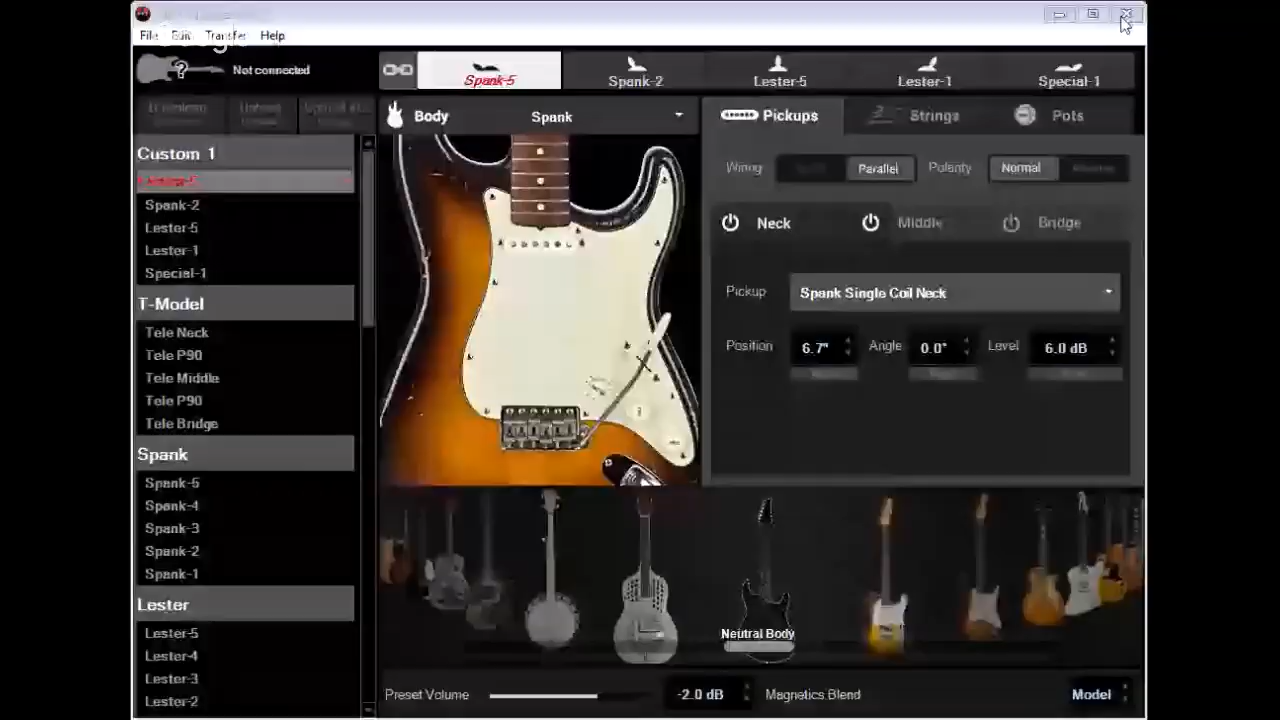 File Edit Transfer Help
Not connected
Spank-5
Spank-2
Lester-5
Lester-1
Special-1
Body
Spank
Pickups
Strings
Pots
Custom 1
Spank-2
Lester-5
Lester-1
Special-1
T-Model
Tele Neck
Tele P90
Tele Middle
Tele P90
Tele Bridge
Spank
Spank-5
Spank-4
Spank-3
Spank-2
Spank-1
Lester
Lester-5
Lester-4
Lester-3
Lester-2
Wiring
Parallel
Polarity
Normal
Neck
Middle
Bridge
Pickup
Spank Single Coil Neck
Position
6.7"
Angle
0.0°
Level
6.0 dB
Neutral Body
Preset Volume
-2.0 dB
Magnetics Blend
Model